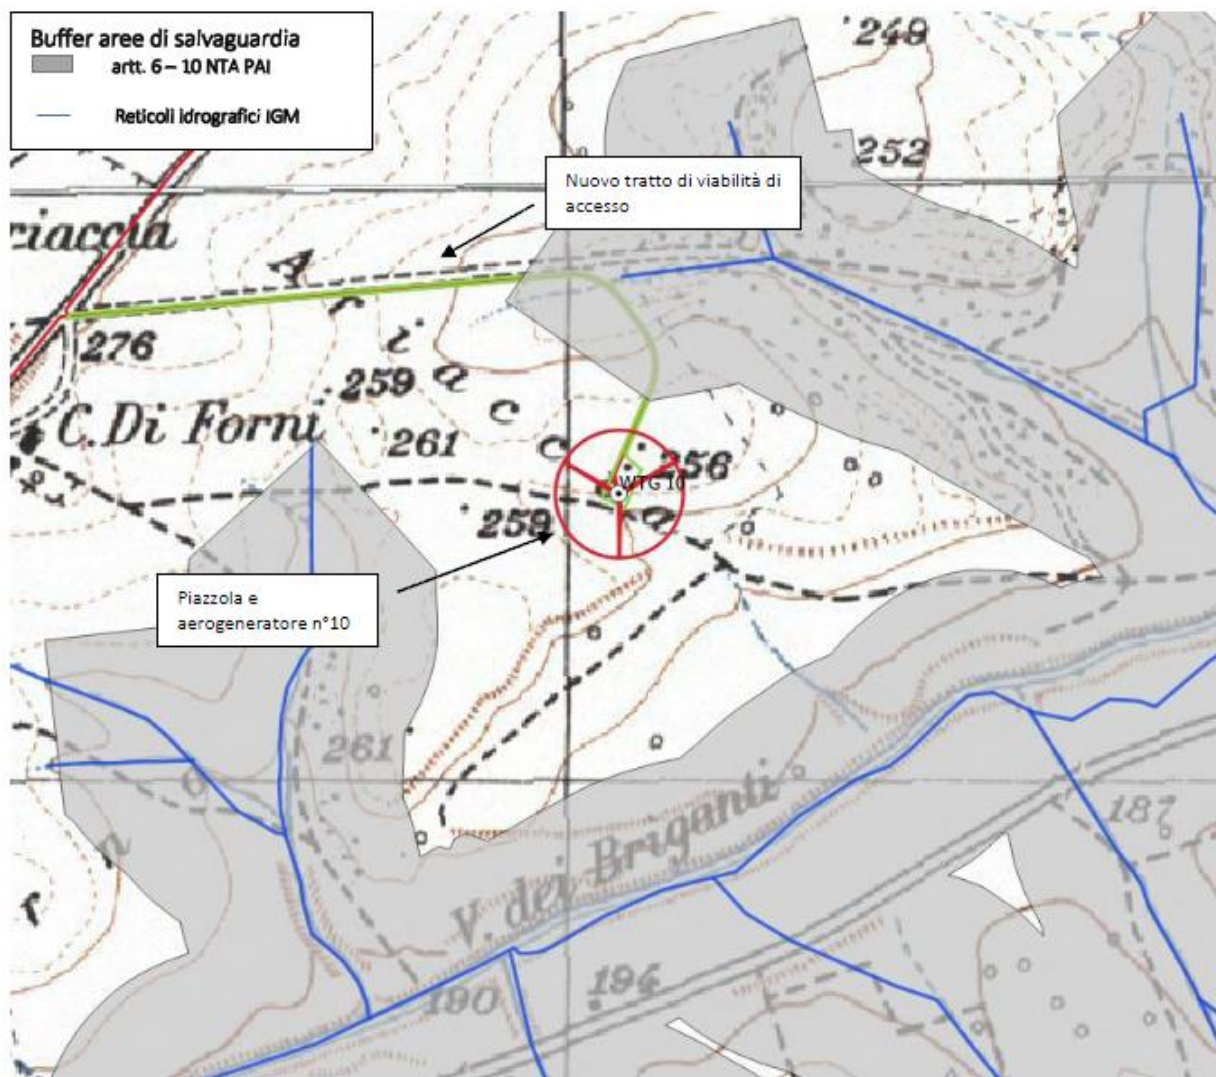 Buffer aree di salvaguardia
artt. 6 – 10 NTA PAI
Reticoli idrografici IGM
249
252
Nuovo tratto di viabilità di
accesso
276
259
C. Di Forni
261
256
WTG 10
259
Piazzola e
aerogeneratore n°10
261
187
V. dei Briganti
194
190